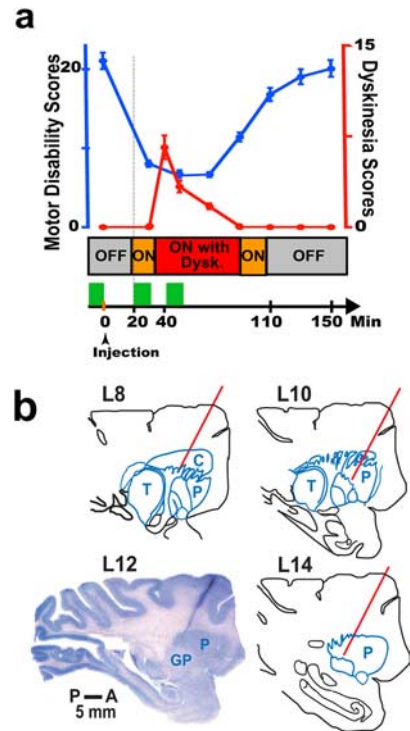 a
Motor Disability Scores
20
0
15
0
Dyskinesia Scores
OFF
ON
ON with
Dysk.
ON
OFF
0
20
40
110
150
Min
Injection
b
L8
C
T
P
L10
T
P
L12
P
GP
P A
5 mm
L14
P